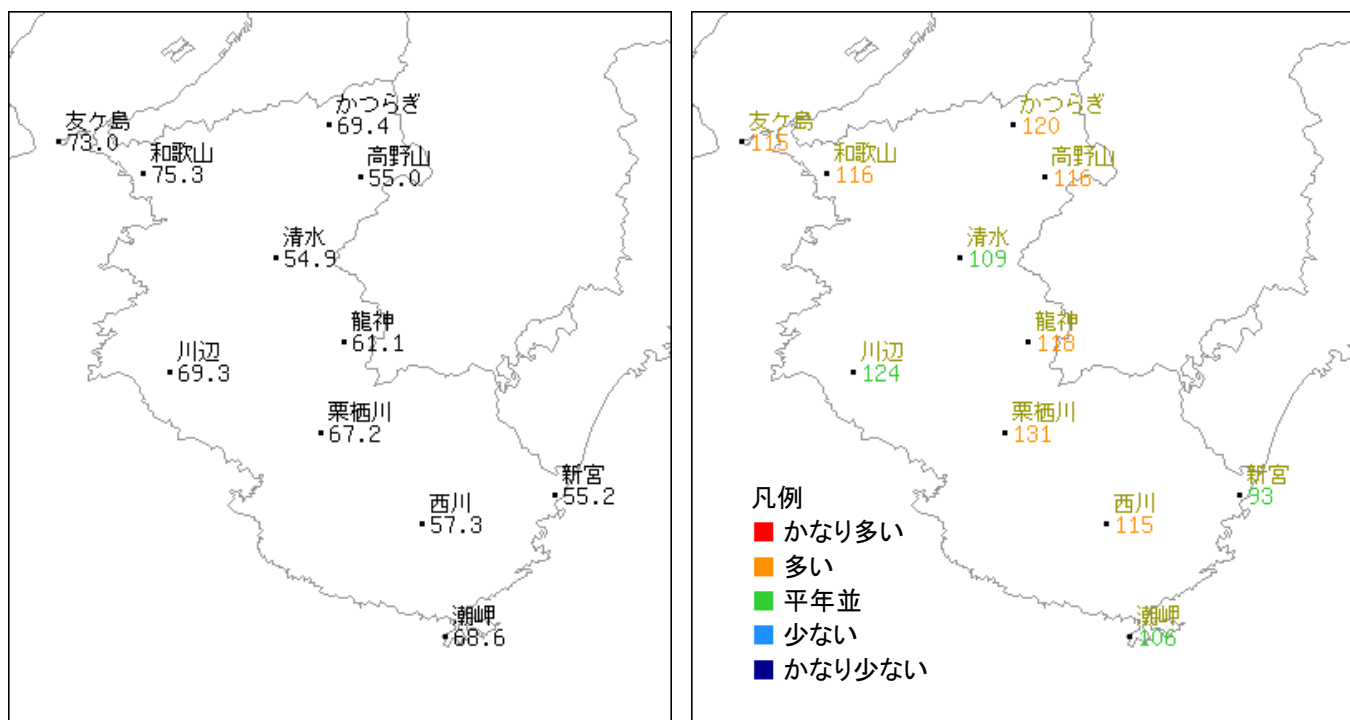 かつらぎ
69.4
友ケ島
73.0
和歌山
75.3
高野山
55.0
清水
54.9
龍神
61.1
川辺
69.3
栗栖川
67.2
新宮
55.2
西川
57.3
潮岬
68.6
かつらぎ
120
友ケ島
115
和歌山
116
高野山
116
清水
109
龍神
川辺
124
栗栖川
131
新宮
93
西川
115
潮岬
106
凡例
かなり多い
多い
平年並
少ない
かなり少ない